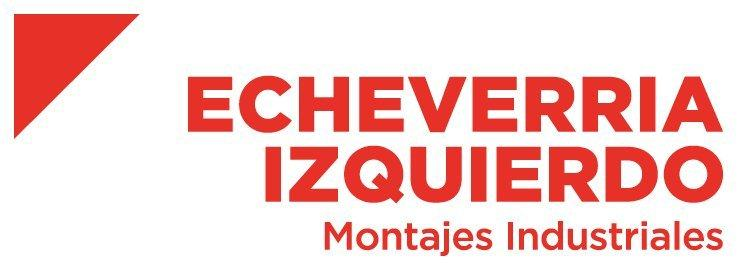 ECHEVERRIA
IZQUIERDO
Montajes Industriales